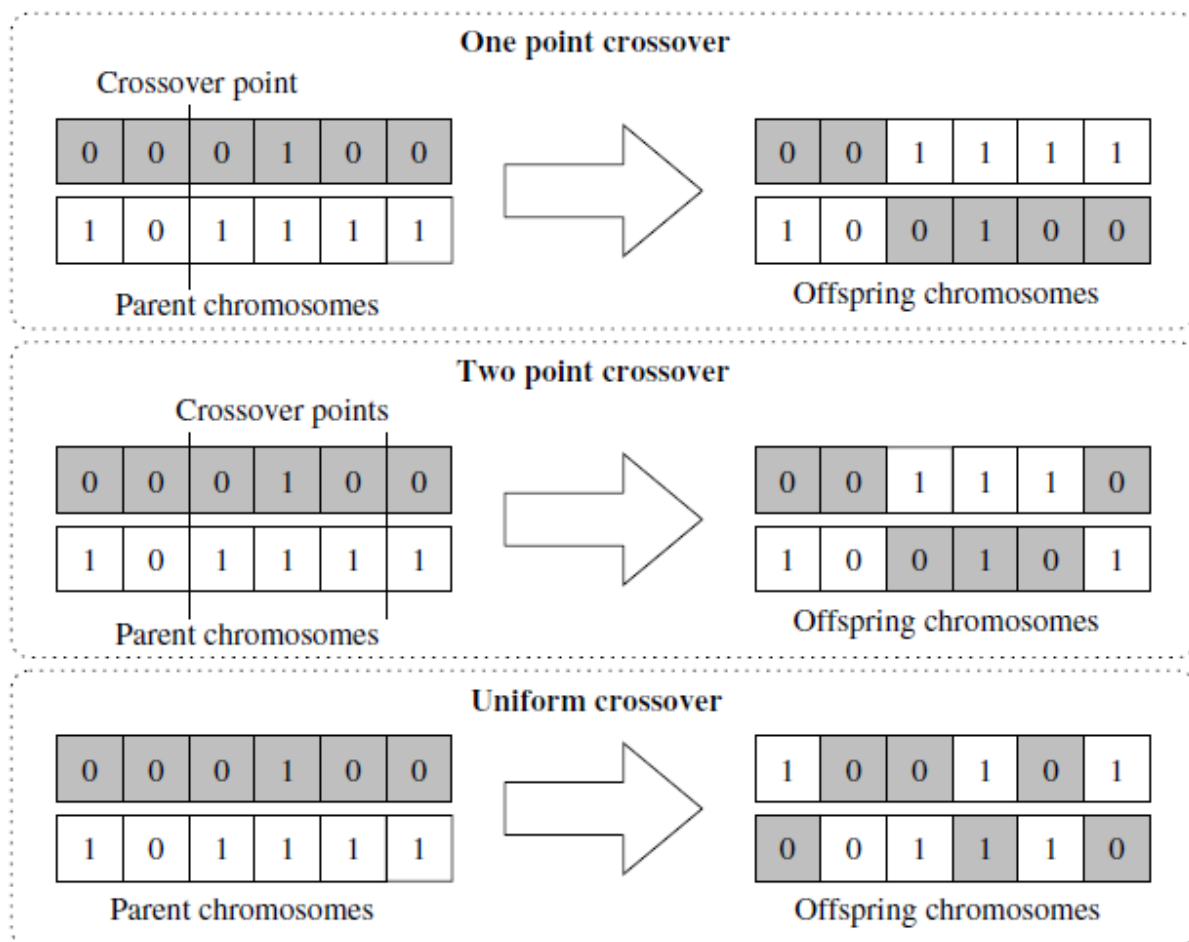 One point crossover
Crossover point
0 0 0 1 0 0 0 0 1 1 1 1
1 0 1 1 1 1 1 0 0 1 0 0
Parent chromosomes Offspring chromosomes
Two point crossover
Crossover points
0 0 0 1 0 0 0 0 1 1 1 0
1 0 1 1 1 1 1 0 0 1 0 1
Parent chromosomes Offspring chromosomes
Uniform crossover
0 0 0 1 0 0 1 0 0 1 0 1
1 0 1 1 1 1 0 0 1 1 1 0
Parent chromosomes Offspring chromosomes